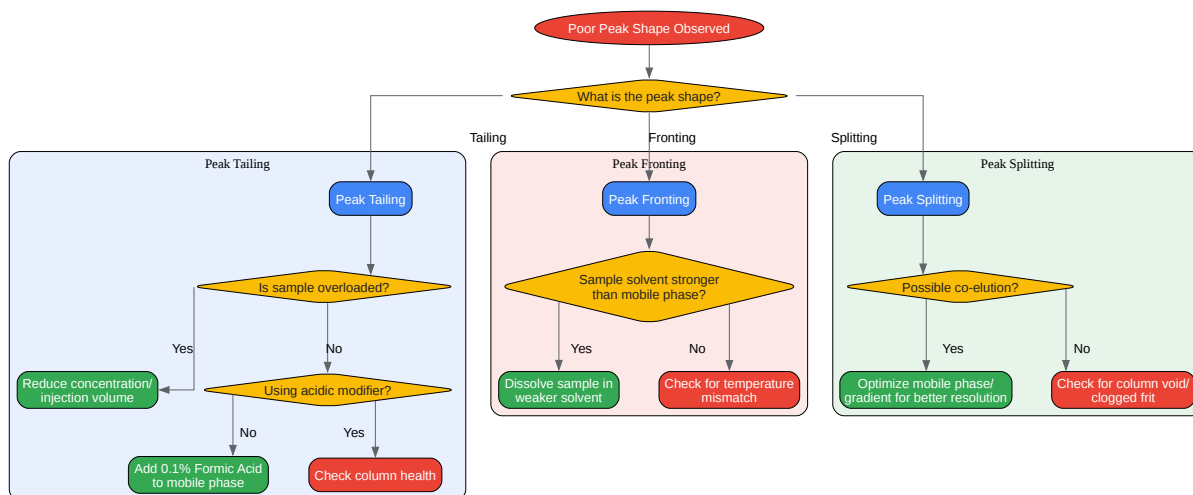 Poor Peak Shape Observed
What is the peak shape?
Tailing
Fronting
Splitting
Peak Tailing
Peak Tailing
Is sample overloaded?
Yes
No
Reduce concentration/
injection volume
Using acidic modifier?
No
Yes
Add 0.1% Formic Acid
to mobile phase
Check column health
Peak Fronting
Peak Fronting
Sample solvent stronger
than mobile phase?
Yes
No
Dissolve sample in
weaker solvent
Check for temperature
mismatch
Peak Splitting
Peak Splitting
Possible co-elution?
Yes
No
Optimize mobile phase/
gradient for better resolution
Check for column void/
clogged frit